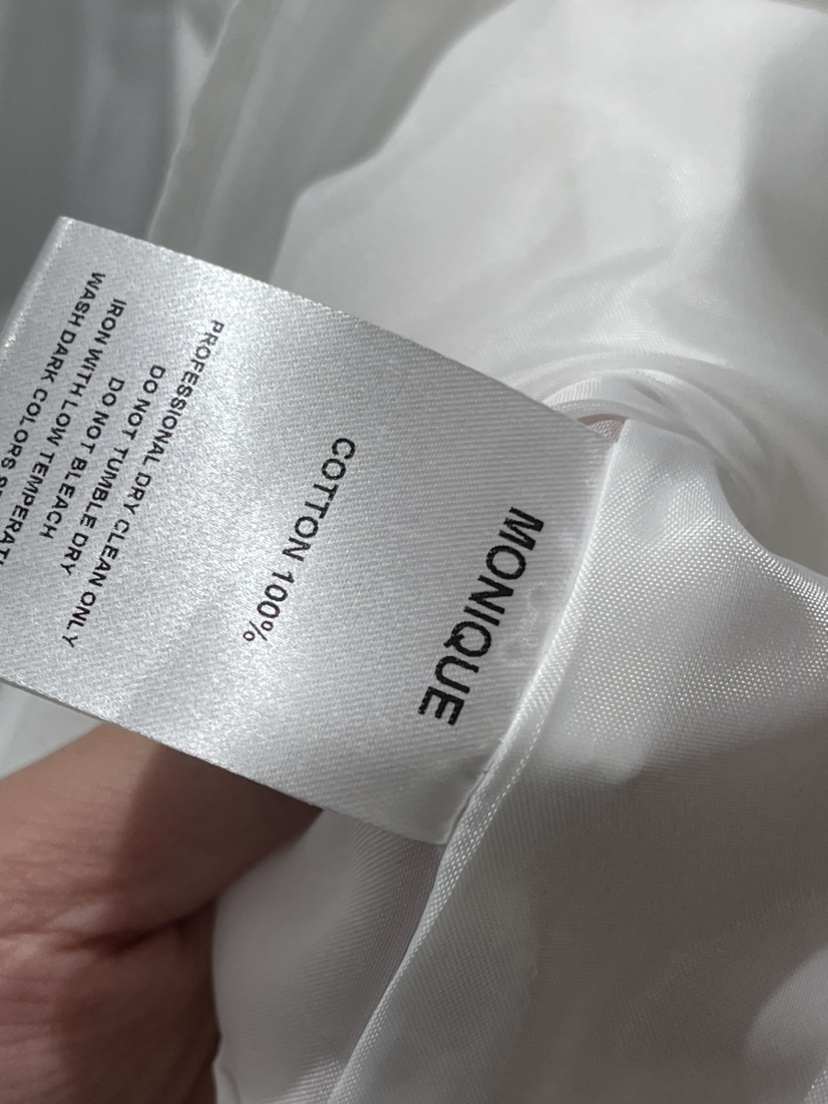 MONIQUE
COTTON 100%
PROFESSIONAL DRY CLEAN ONLY
DO NOT TUMBLE DRY
DO NOT BLEACH
IRON WITH LOW
WASH DARK COLORS